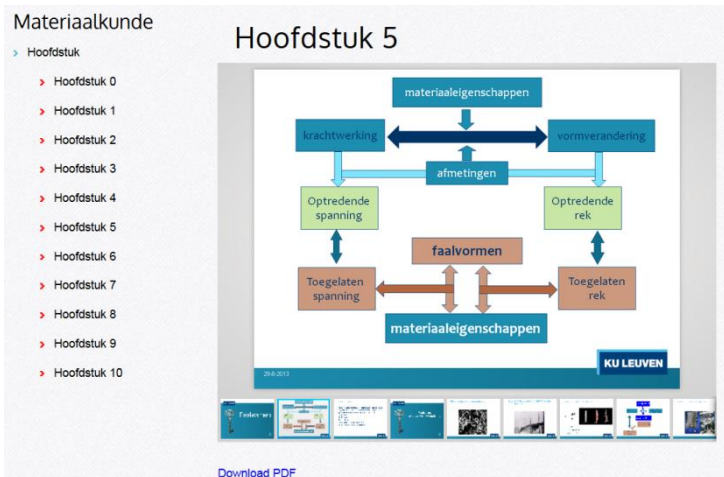 Materiaalkunde
Hoofdstuk
Hoofdstuk 0
Hoofdstuk 1
Hoofdstuk 2
Hoofdstuk 3
Hoofdstuk 4
Hoofdstuk 5
Hoofdstuk 6
Hoofdstuk 7
Hoofdstuk 8
Hoofdstuk 9
Hoofdstuk 10
Hoofdstuk 5
materiaaleigenschappen
krachtwerking
vormverandering
afmetingen
Optredende
spanning
Optredende
rek
faalvormen
Toegelaten
spanning
Toegelaten
rek
materiaaleigenschappen
KU LEUVEN
29-8-2013
Faalvormen
Download PDF